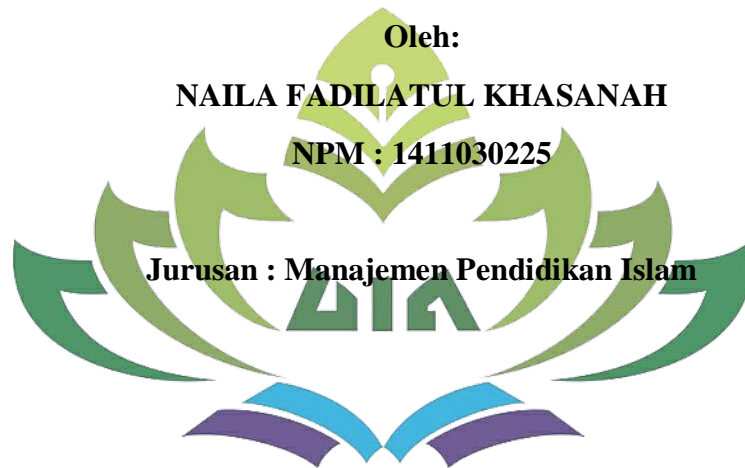 Oleh:
NAILA FADILATUL KHASANAH
NPM : 1411030225
Jurusan : Manajemen Pendidikan Islam